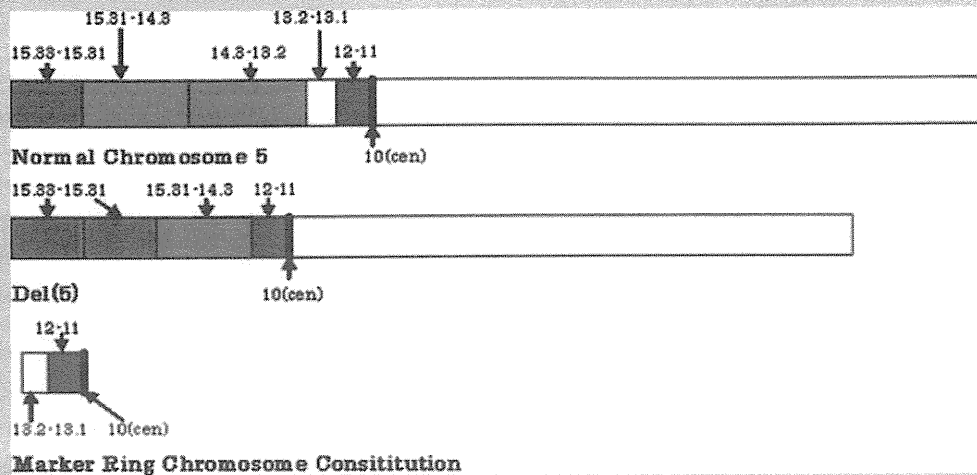 15.31-14.3 13.2-13.1
15.33-15.31 14.3-13.2 12-11
Normal Chromosome 5 10(cen)
15.33-15.31 15.31-14.3 12-11
Del(5) 10(cen)
12-11
13.2-13.1 10(cen)
Marker Ring Chromosome Consititution